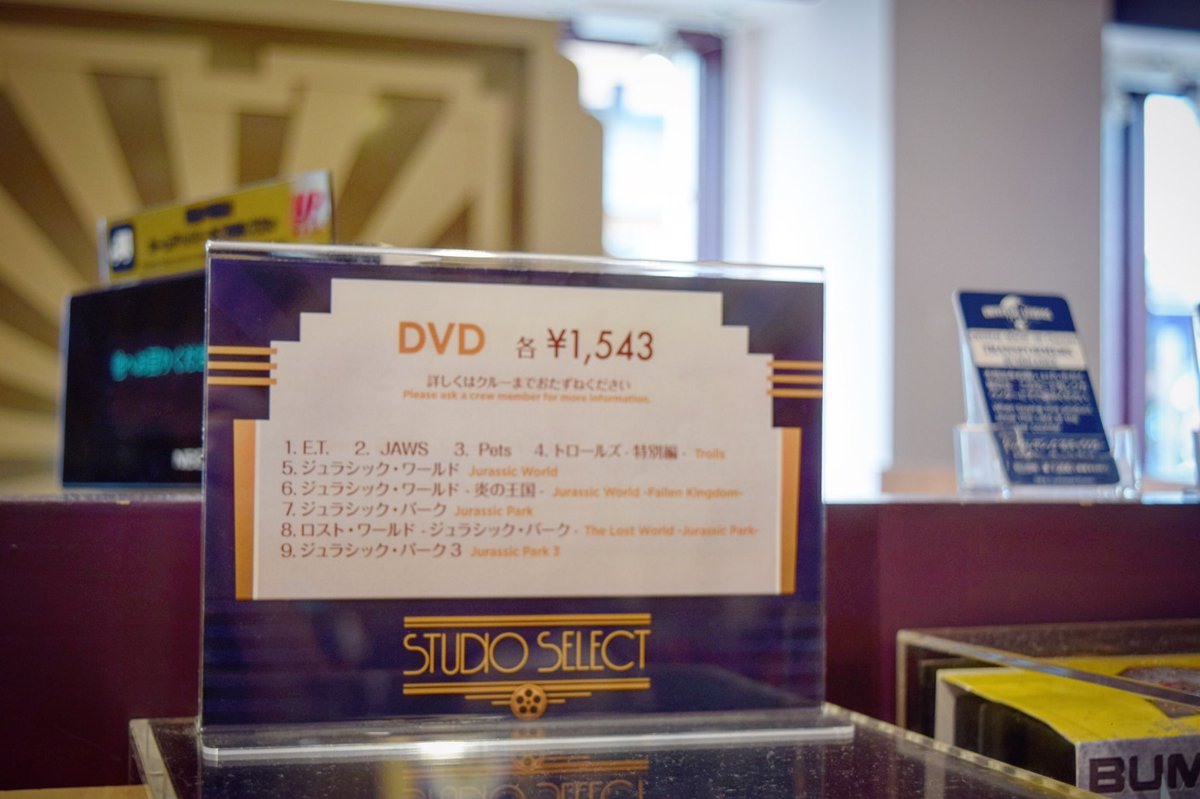 DVD 各 ¥1,543
詳しくはクルーまでおたずねください
Please ask a crew member for more information.
1. E.T. 2. JAWS 3. Pets 4. トロールズ - 特別編 - Trolls
5. ジュラシック・ワールド Jurassic World
6. ジュラシック・ワールド - 炎の王国 - Jurassic World -Fallen Kingdom-
7. ジュラシック・パーク Jurassic Park
8. ロスト・ワールド - ジュラシック・パーク - The Lost World -Jurassic Park-
9. ジュラシック・パーク 3 Jurassic Park 3
STUDIO SELECT
BUM